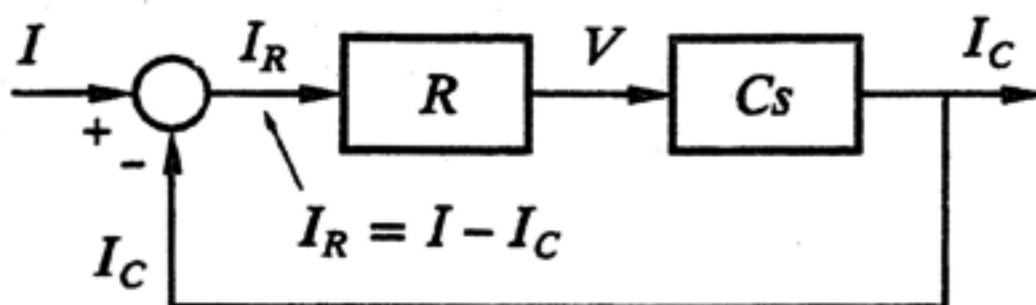 I
I_R
R
V
Cs
I_C
+
-
I_R = I - I_C
I_C